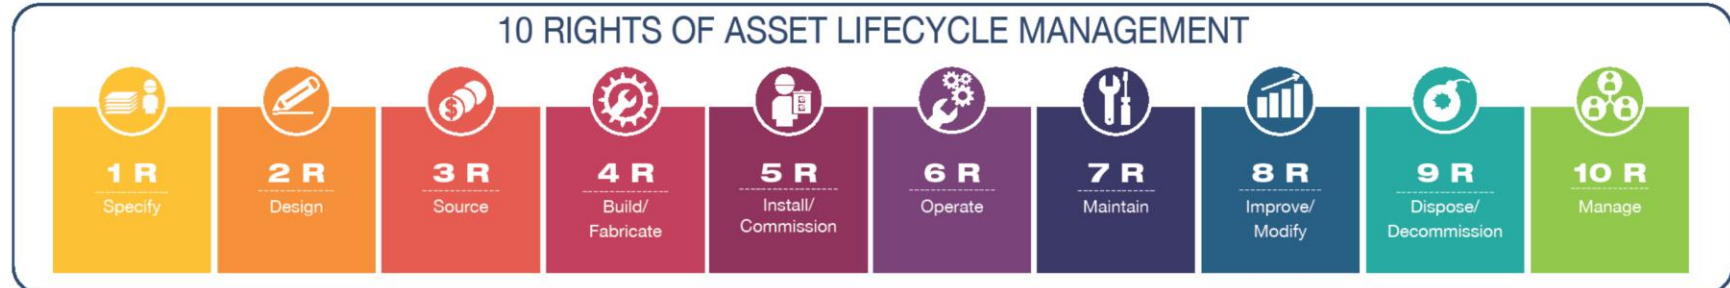 10 RIGHTS OF ASSET LIFECYCLE MANAGEMENT
1 R
Specify
2 R
Design
3 R
Source
4 R
Build/
Fabricate
5 R
Install/
Commission
6 R
Operate
7 R
Maintain
8 R
Improve/
Modify
9 R
Dispose/
Decommission
10 R
Manage